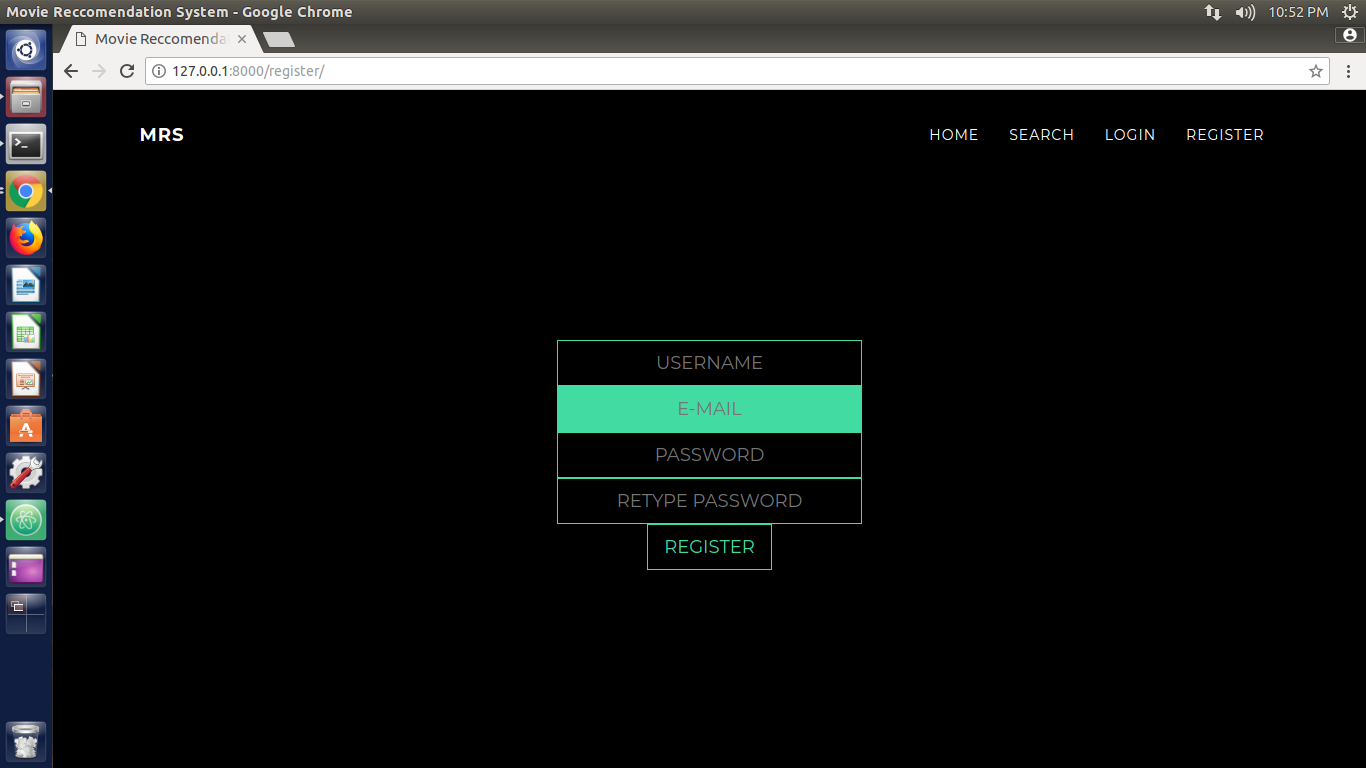 Movie Reccomendation System - Google Chrome
10:52 PM
Movie Reccomenda
127.0.0.1:8000/register/
MRS
HOME SEARCH LOGIN REGISTER
USERNAME
E-MAIL
PASSWORD
RETYPE PASSWORD
REGISTER